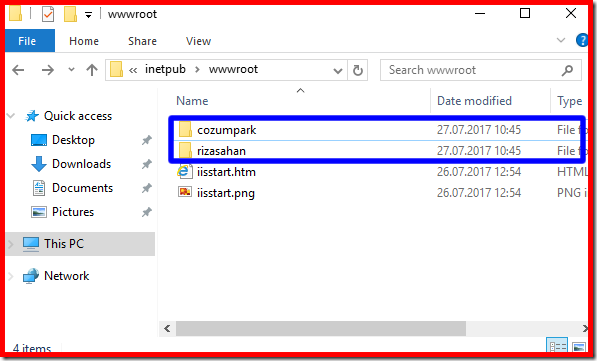 wwwroot
File Home Share View
inetpub wwwroot Search wwwroot
Name Date modified Type
Quick access
Desktop
Downloads
Documents
Pictures
This PC
Network
cozumpark 27.07.2017 10:45 File fo
rizasahan 27.07.2017 10:45 File fo
iisstart.htm 26.07.2017 12:54 HTM
iisstart.png 26.07.2017 12:54 PNG i
4 items